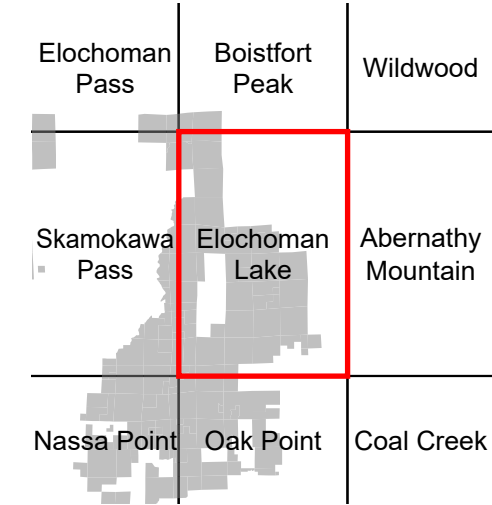 Elochoman
Pass
Boistfort
Peak
Wildwood
Skamokawa
Pass
Elochoman
Lake
Abernathy
Mountain
Nassa Point
Oak Point
Coal Creek